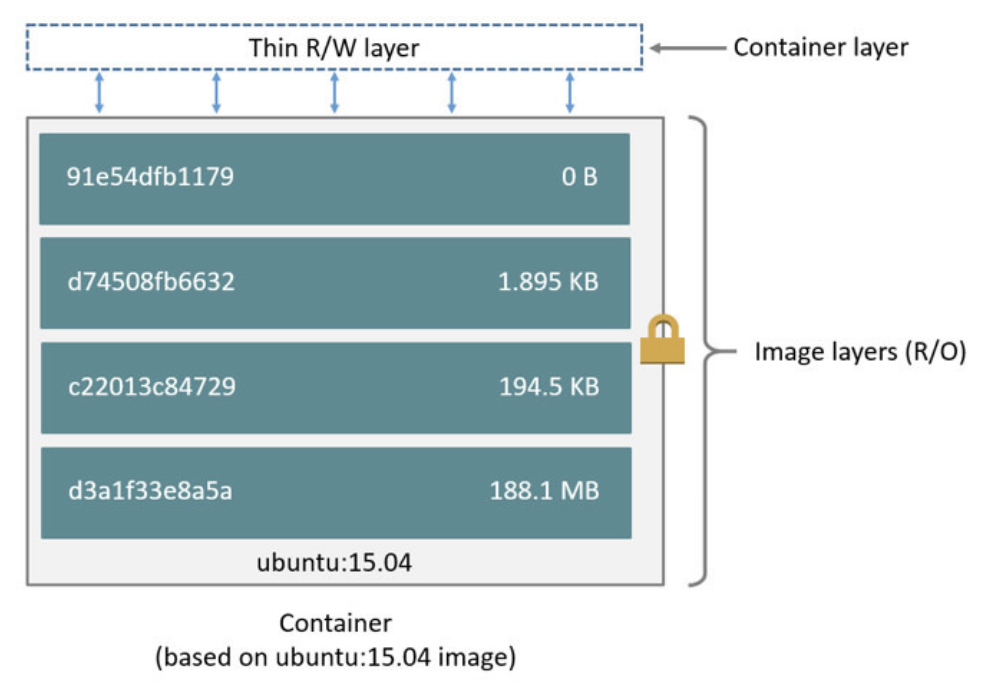 Thin R/W layer
Container layer
91e54dfb1179 0 B
d74508fb6632 1.895 KB
c22013c84729 194.5 KB
Image layers (R/O)
d3a1f33e8a5a 188.1 MB
ubuntu:15.04
Container
(based on ubuntu:15.04 image)